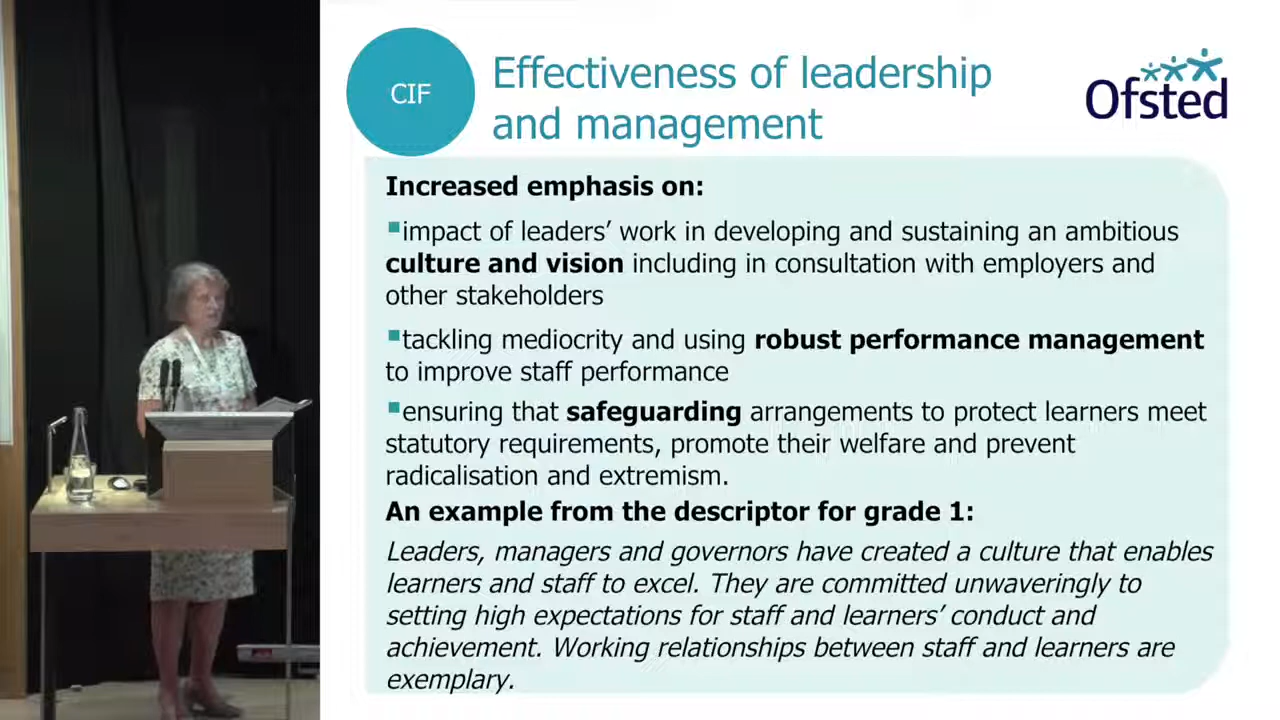 CIF
Effectiveness of leadership
and management
Ofsted
Increased emphasis on:
▪impact of leaders’ work in developing and sustaining an ambitious
culture and vision including in consultation with employers and
other stakeholders
▪tackling mediocrity and using robust performance management
to improve staff performance
▪ensuring that safeguarding arrangements to protect learners meet
statutory requirements, promote their welfare and prevent
radicalisation and extremism.
An example from the descriptor for grade 1:
Leaders, managers and governors have created a culture that enables
learners and staff to excel. They are committed unwaveringly to
setting high expectations for staff and learners’ conduct and
achievement. Working relationships between staff and learners are
exemplary.